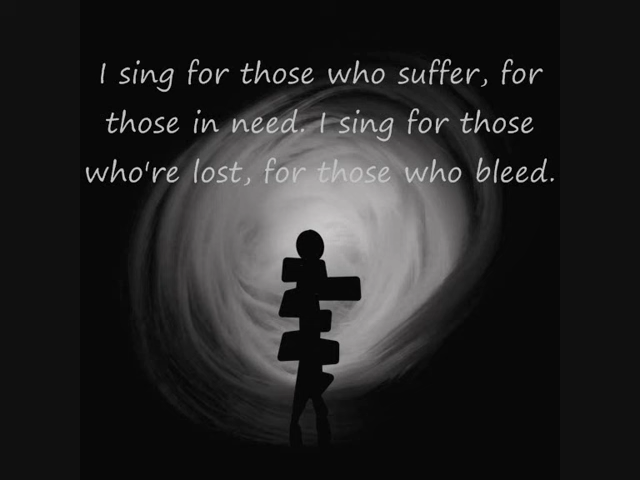 I sing for those who suffer, for
those in need. I sing for those
who're lost, for those who bleed.